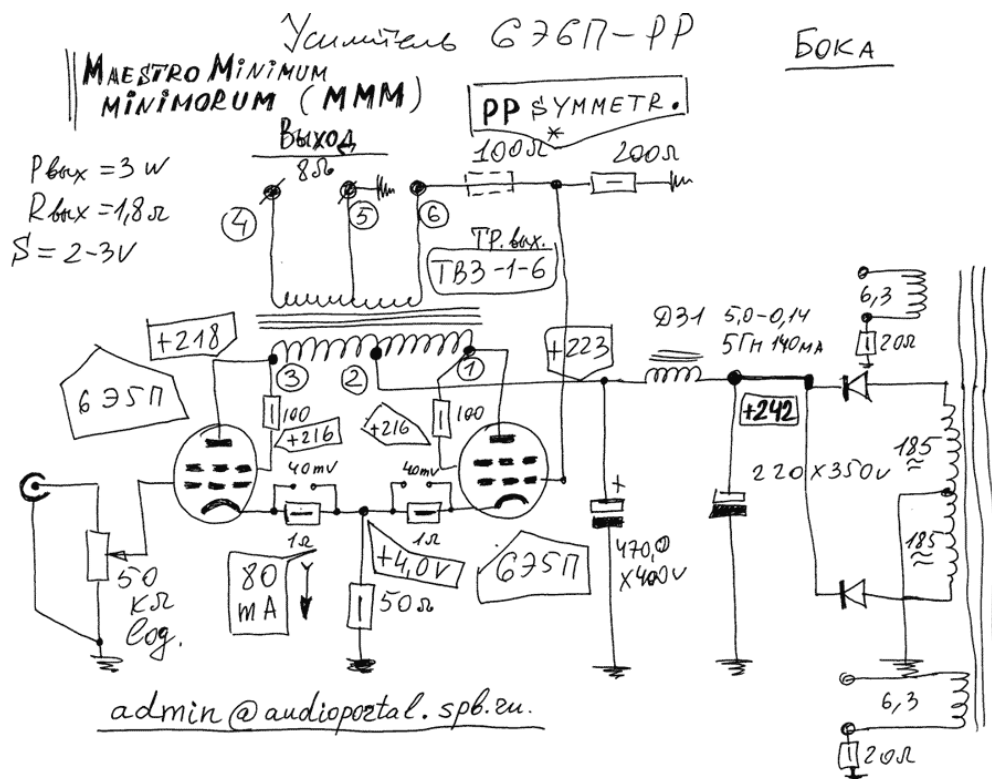 Усилитель 6Э6П-PP
БОКА
MAESTRO MINIMUM
MINIMORUM (MMM)
PP SYMMETR.
Выход
8Ω
*
100Ω
200Ω
Рвых = 3 W
Rвых = 1,8 Ω
S = 2-3V
4
5
6
ТР. вых.
ТВЗ-1-6
+218
+223
ДЗ1 5,0-0,14
5ГН 140МА
6,3
20Ω
3
2
1
6Э5П
100
+216
+216
100
+242
220X350V
185
≈
40mv
40mv
1Ω
1Ω
+4,0V
6Э5П
470,0
X400V
185
≈
50
КΩ
80
mA
50Ω
6,3
20Ω
admin@audioportal.spb.ru.